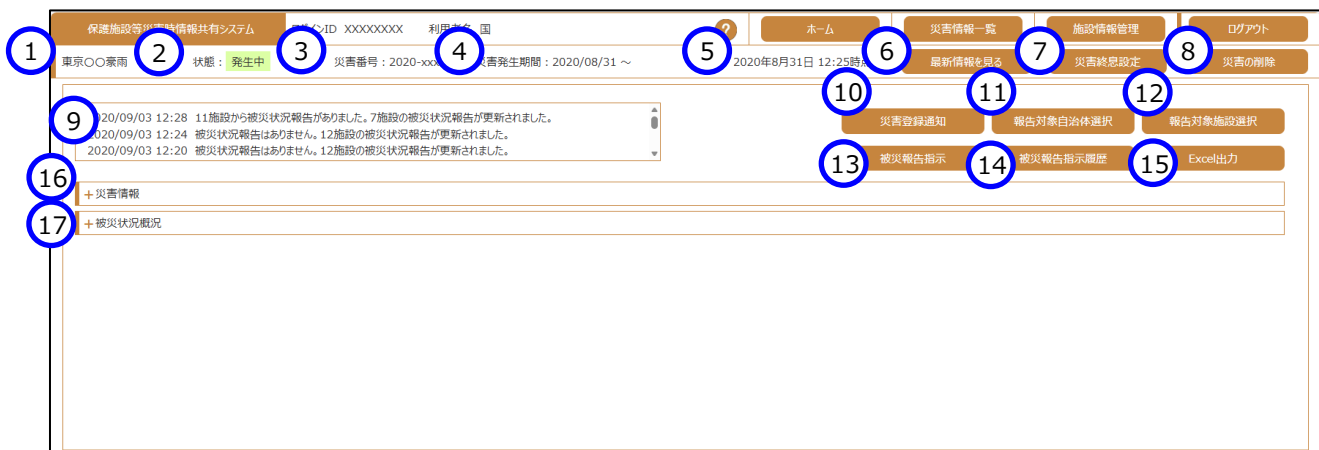 保護施設等災害時情報共有システム ログインID XXXXXXXX 利用者名 国 ? ホーム 災害情報一覧 施設情報管理 ログアウト
1 2 3 4 5 6 7 8
東京〇〇豪雨 状態： 発生中 災害番号：2020-xxx 災害発生期間：2020/08/31 ～ 2020年8月31日 12:25時点 最新情報を見る 災害終息設定 災害の削除
10 11 12
9 2020/09/03 12:28 11施設から被災状況報告がありました。7施設の被災状況報告が更新されました。
災害登録通知 報告対象自治体選択 報告対象施設選択
2020/09/03 12:24 被災状況報告はありません。12施設の被災状況報告が更新されました。
2020/09/03 12:20 被災状況報告はありません。12施設の被災状況報告が更新されました。
13 被災報告指示 14 被災報告指示履歴 15 Excel出力
16 ＋災害情報
17 ＋被災状況概況